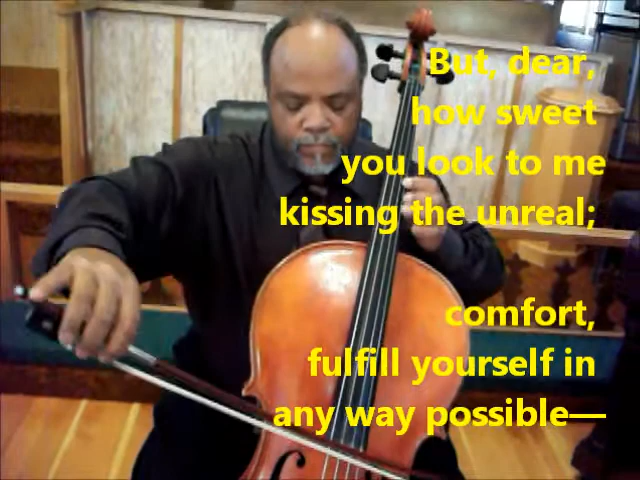 But, dear,
how sweet
you look to me
kissing the unreal;
comfort,
fulfill yourself in
any way possible—